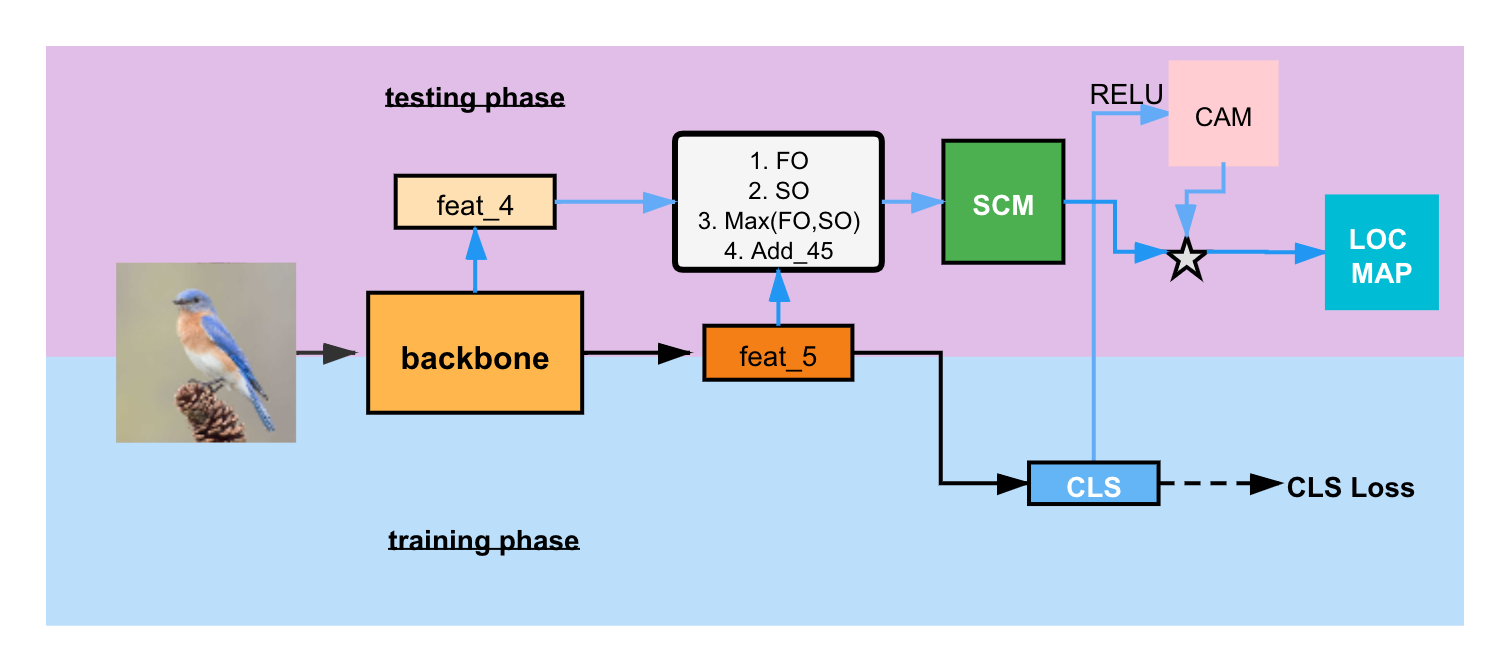 testing phase
RELU
CAM
1. FO
2. SO
3. Max(FO,SO)
4. Add_45
feat_4
SCM
LOC
MAP
backbone
feat_5
CLS
CLS Loss
training phase